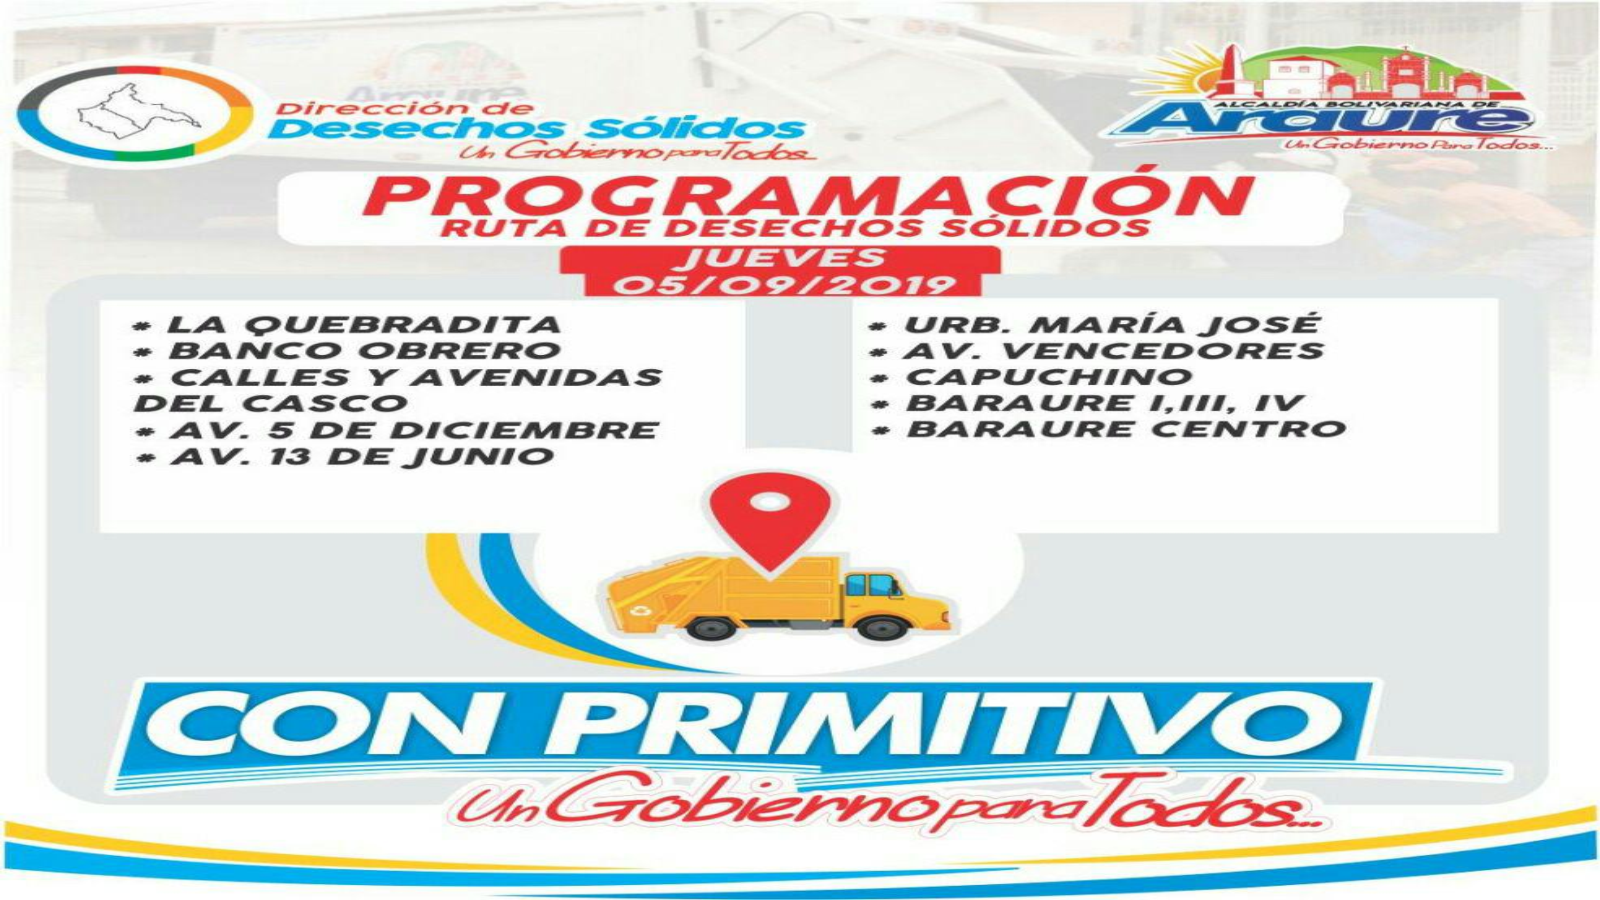 Dirección de
Desechos Sólidos
Un Gobierno para Todos...
ALCALDÍA BOLIVARIANA DE
Araure
Un Gobierno Para Todos...
PROGRAMACIÓN
RUTA DE DESECHOS SÓLIDOS
JUEVES
05/09/2019
* LA QUEBRADITA
* BANCO OBRERO
* CALLES Y AVENIDAS
DEL CASCO
* AV. 5 DE DICIEMBRE
* AV. 13 DE JUNIO
* URB. MARÍA JOSÉ
* AV. VENCEDORES
* CAPUCHINO
* BARAURE I,III, IV
* BARAURE CENTRO
CON PRIMITIVO
Un Gobierno para Todos...